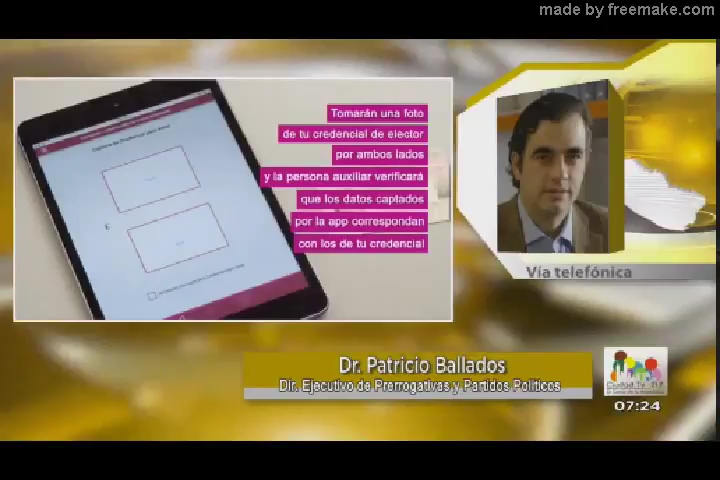 made by freemake.com
Tomarán una foto
de tu credencial de elector
por ambos lados
y la persona auxiliar verificará
que los datos captados
por la app correspondan
con los de tu credencial
Vía telefónica
Dr. Patricio Ballados
Dir. Ejecutivo de Prerrogativas y Partidos Políticos
07:24